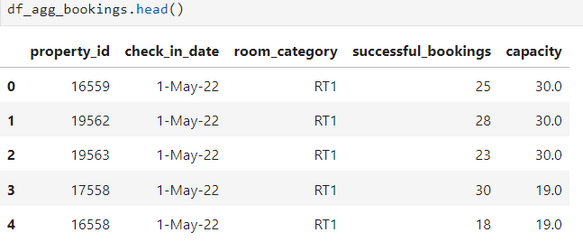 df_agg_bookings.head()
property_id check_in_date room_category successful_bookings capacity
0 16559 1-May-22 RT1 25 30.0
1 19562 1-May-22 RT1 28 30.0
2 19563 1-May-22 RT1 23 30.0
3 17558 1-May-22 RT1 30 19.0
4 16558 1-May-22 RT1 18 19.0